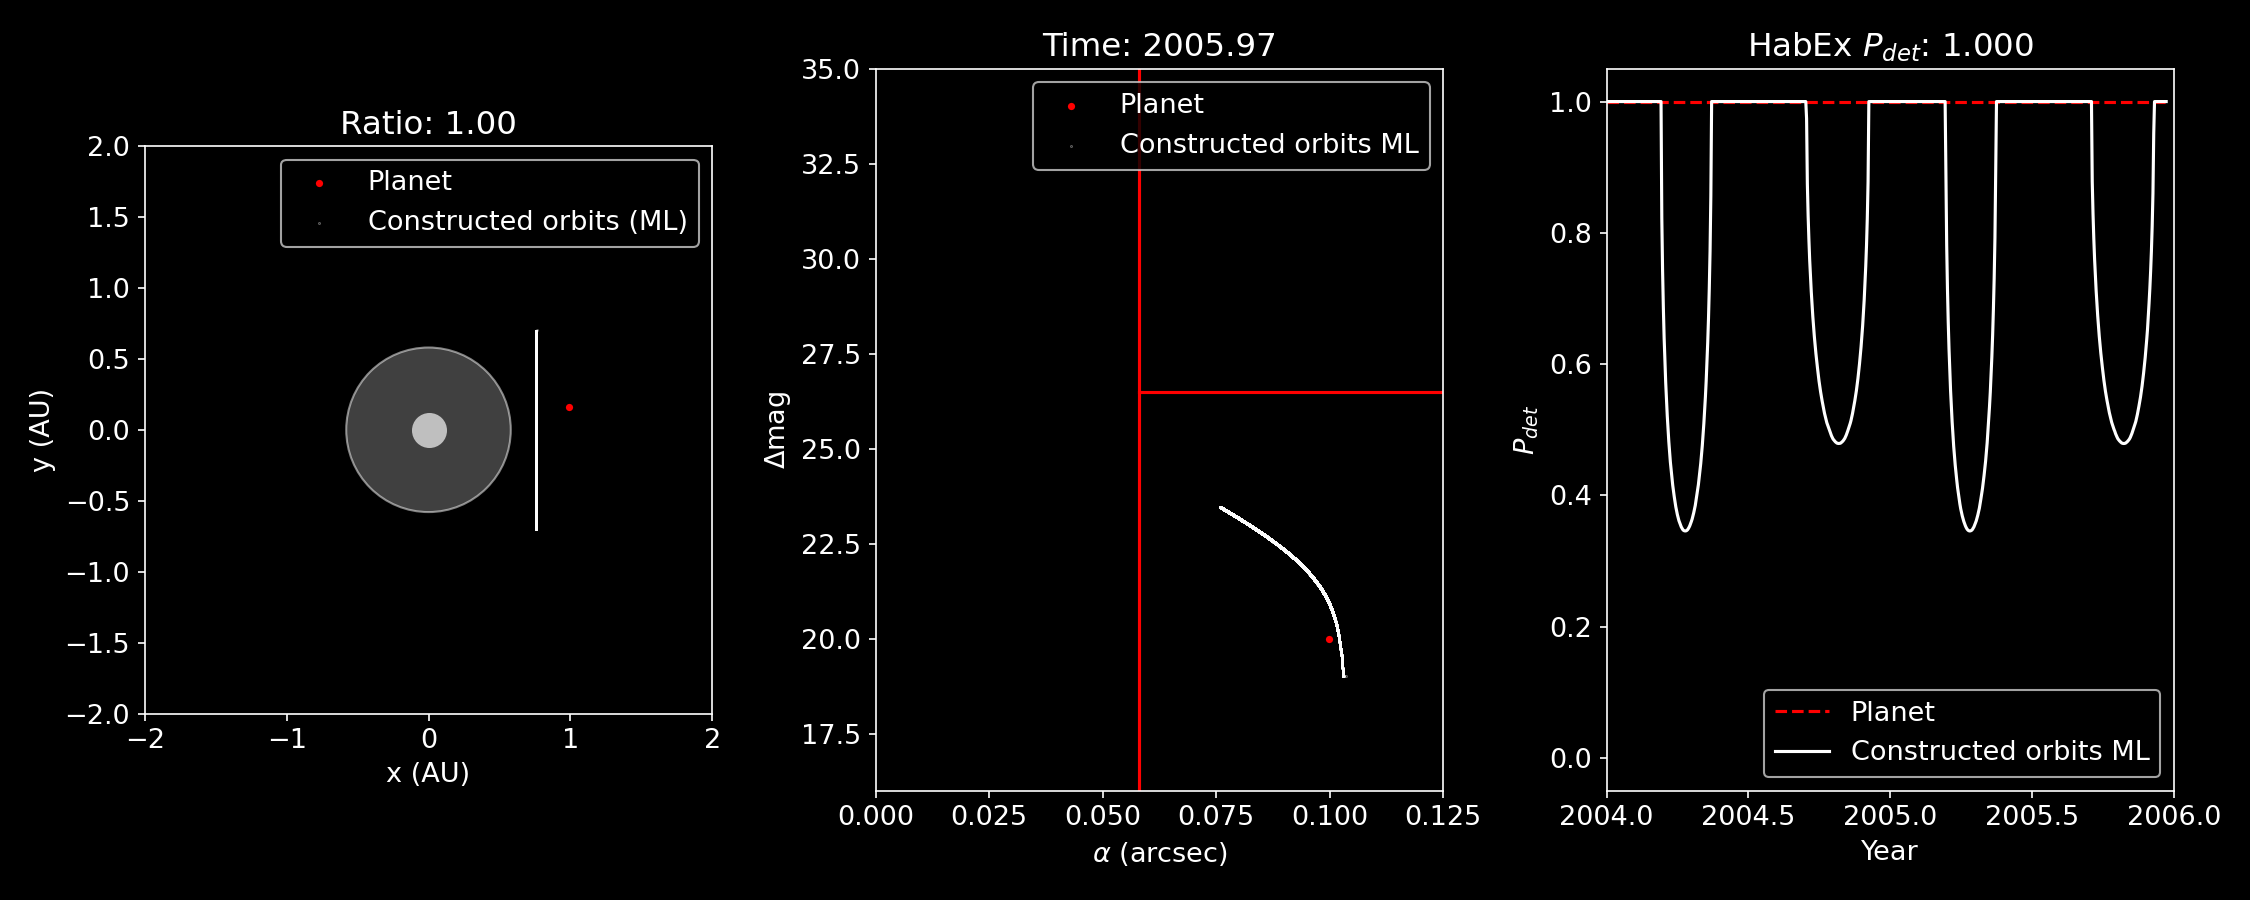 Ratio: 1.00
Planet
Constructed orbits (ML)
2.0
1.5
1.0
0.5
0.0
−0.5
−1.0
−1.5
−2.0
y (AU)
−2
−1
0
1
2
x (AU)
Time: 2005.97
Planet
Constructed orbits ML
35.0
32.5
30.0
27.5
25.0
22.5
20.0
17.5
Δmag
0.000
0.025
0.050
0.075
0.100
0.125
α (arcsec)
HabEx P_det: 1.000
1.0
0.8
0.6
0.4
0.2
0.0
P_det
Planet
Constructed orbits ML
2004.0
2004.5
2005.0
2005.5
2006.0
Year